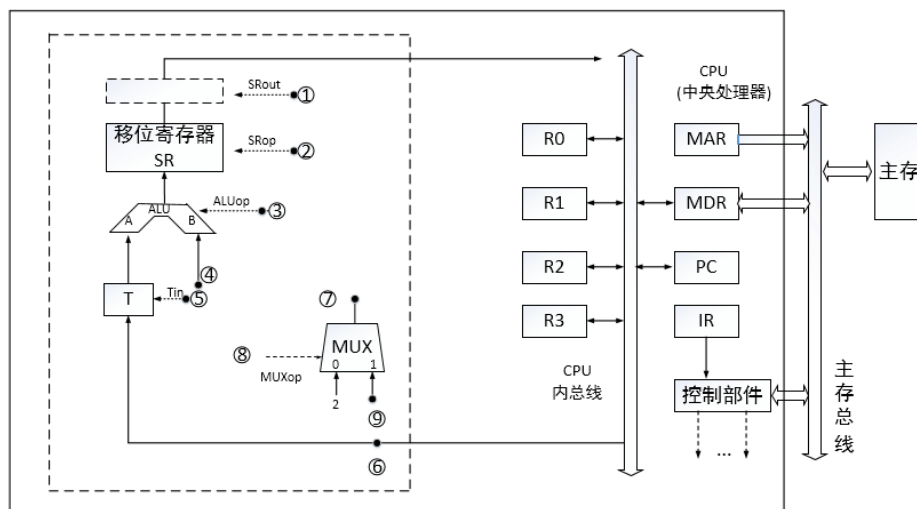 SRout
①
移位寄存器
SR
SRop
②
ALU
A
B
ALUop
③
④
T
Tin
⑤
⑦
MUX
0
1
⑧
MUXop
2
⑨
⑥
R0
R1
R2
R3
CPU
内总线
CPU
(中央处理器)
MAR
MDR
PC
IR
控制部件
...
主存
主
存
总
线